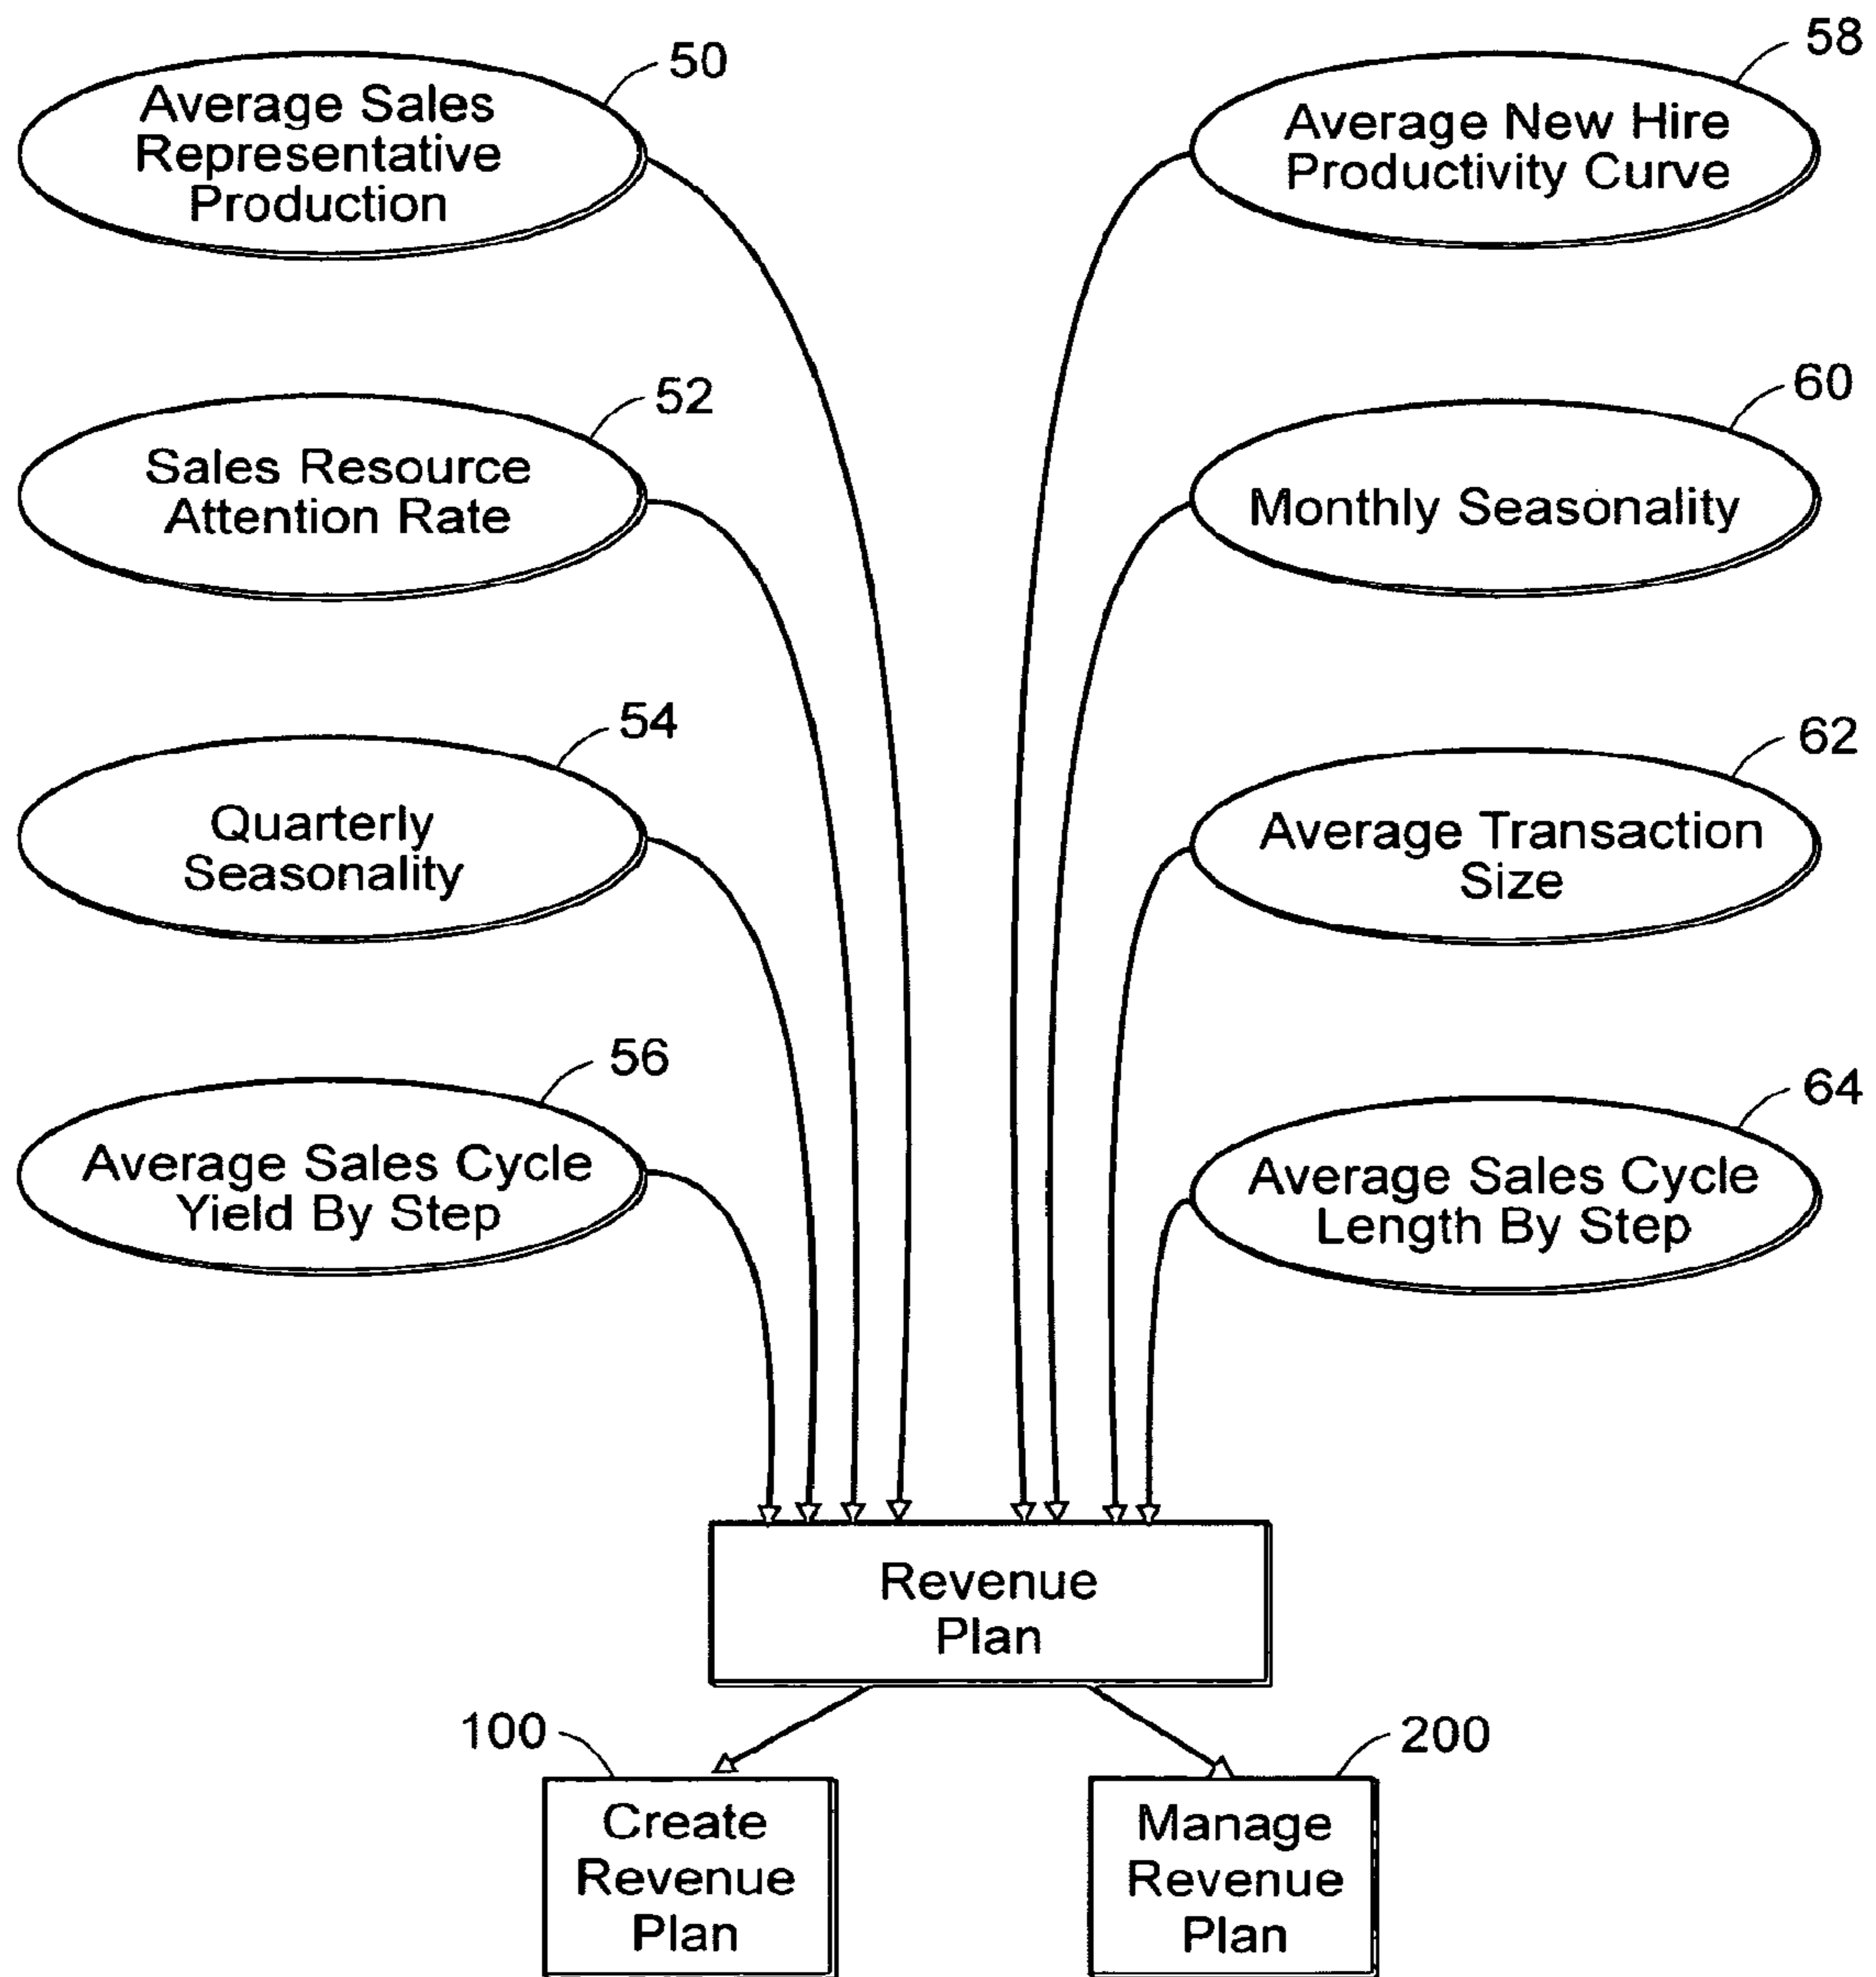 50
Average Sales
Representative
Production
52
Sales Resource
Attention Rate
54
Quarterly
Seasonality
56
Average Sales Cycle
Yield By Step
58
Average New Hire
Productivity Curve
60
Monthly Seasonality
62
Average Transaction
Size
64
Average Sales Cycle
Length By Step
Revenue
Plan
100
Create
Revenue
Plan
200
Manage
Revenue
Plan